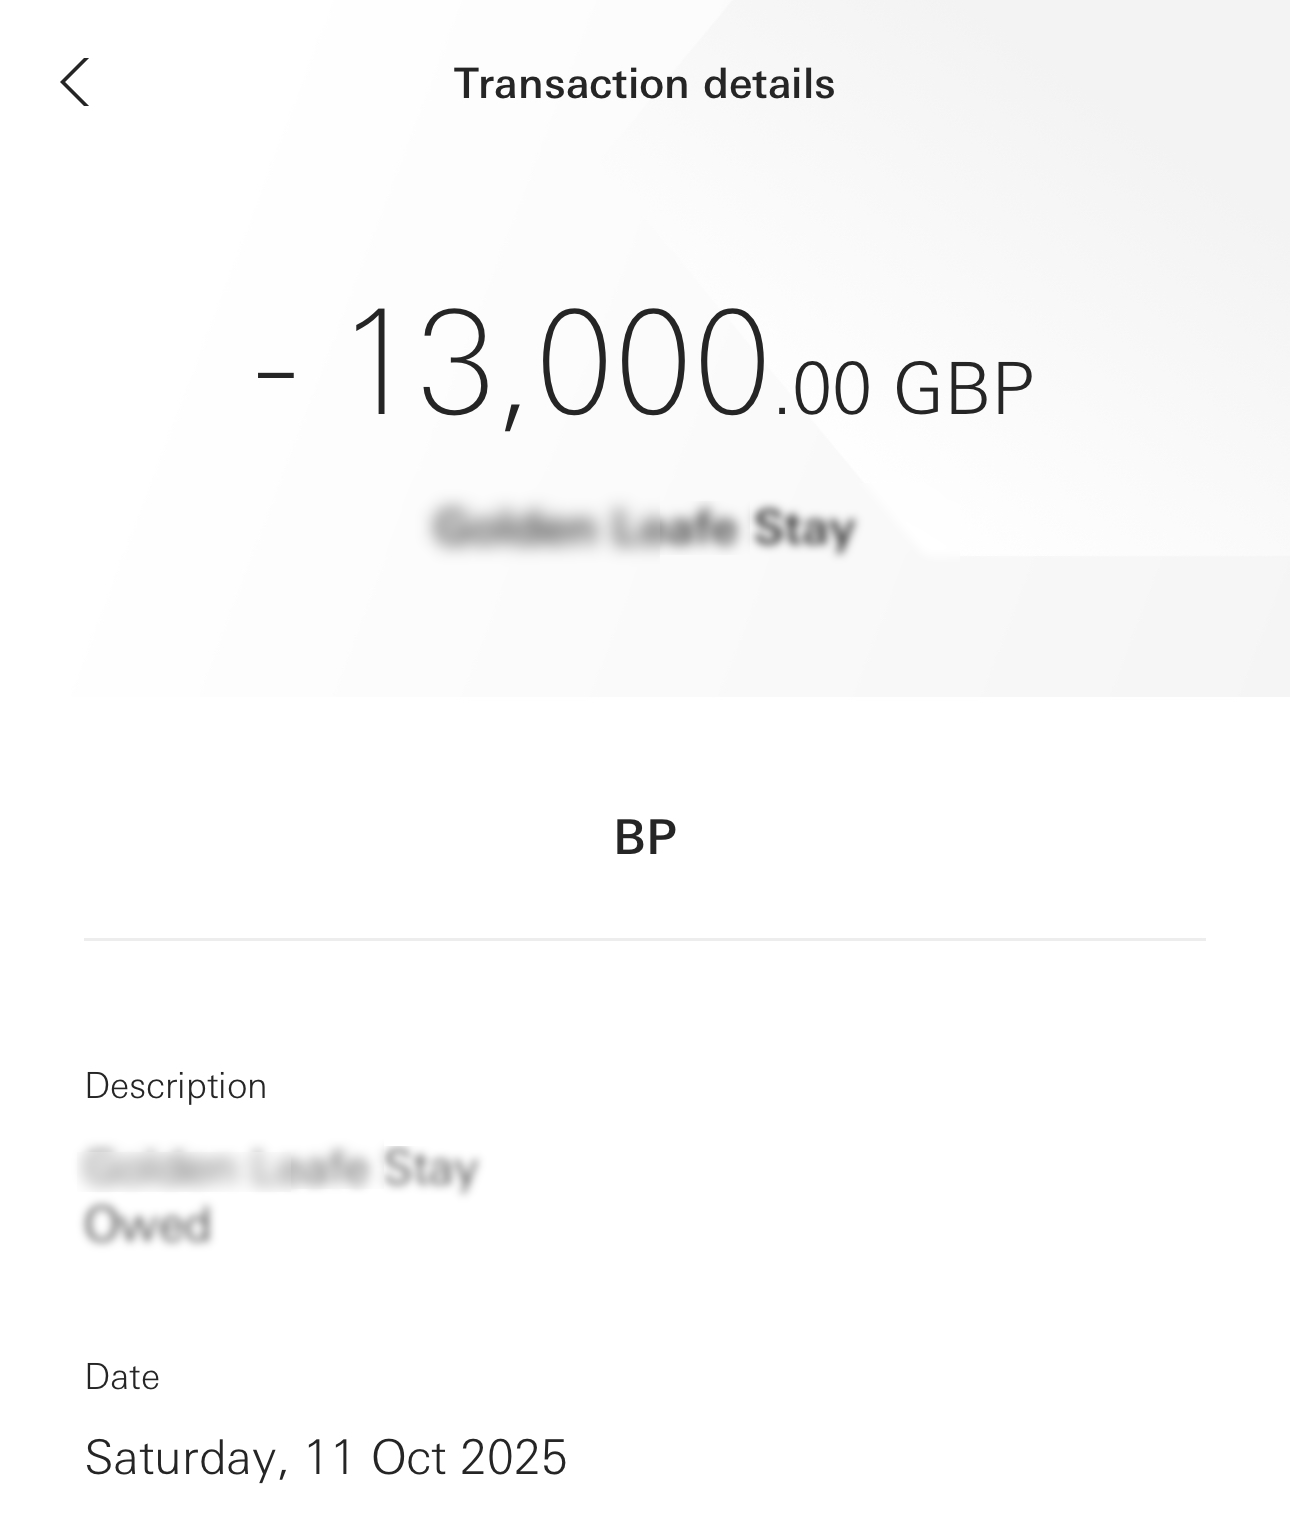 Transaction details
- 13,000.00 GBP
Stay
BP
Description
Stay
Owed
Date
Saturday, 11 Oct 2025